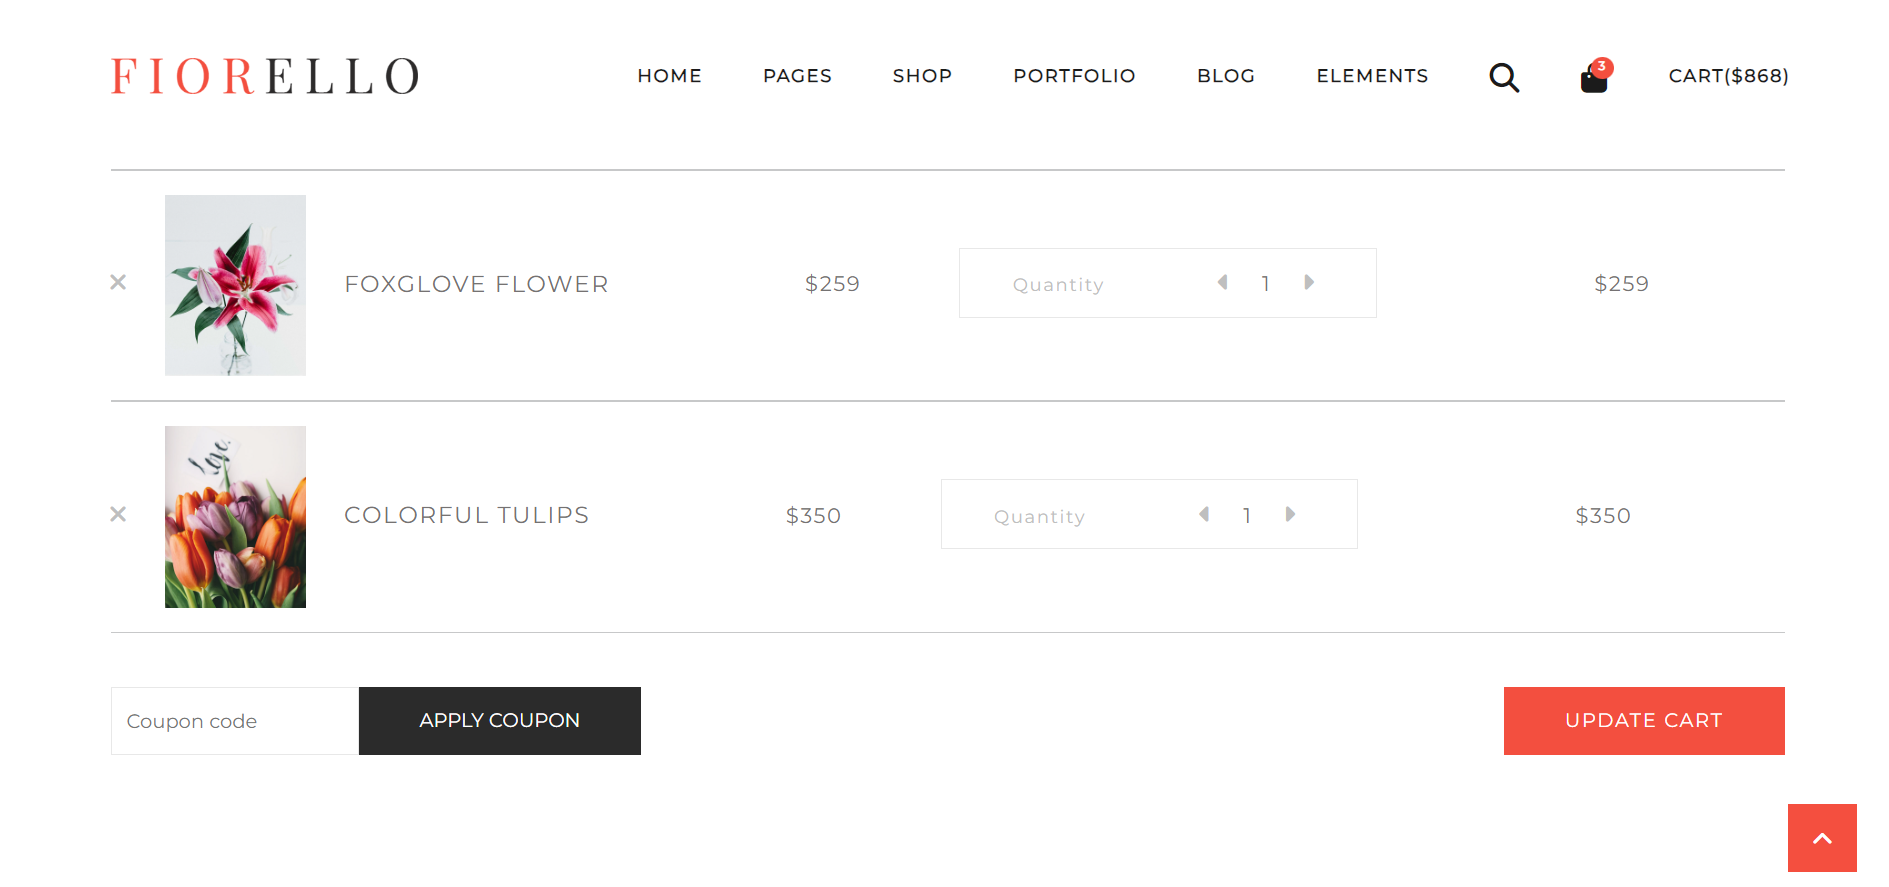 FIORELLO
HOME PAGES SHOP PORTFOLIO BLOG ELEMENTS 3 CART($868)
FOXGLOVE FLOWER $259 Quantity 1 $259
Love.
COLORFUL TULIPS $350 Quantity 1 $350
Coupon code APPLY COUPON UPDATE CART